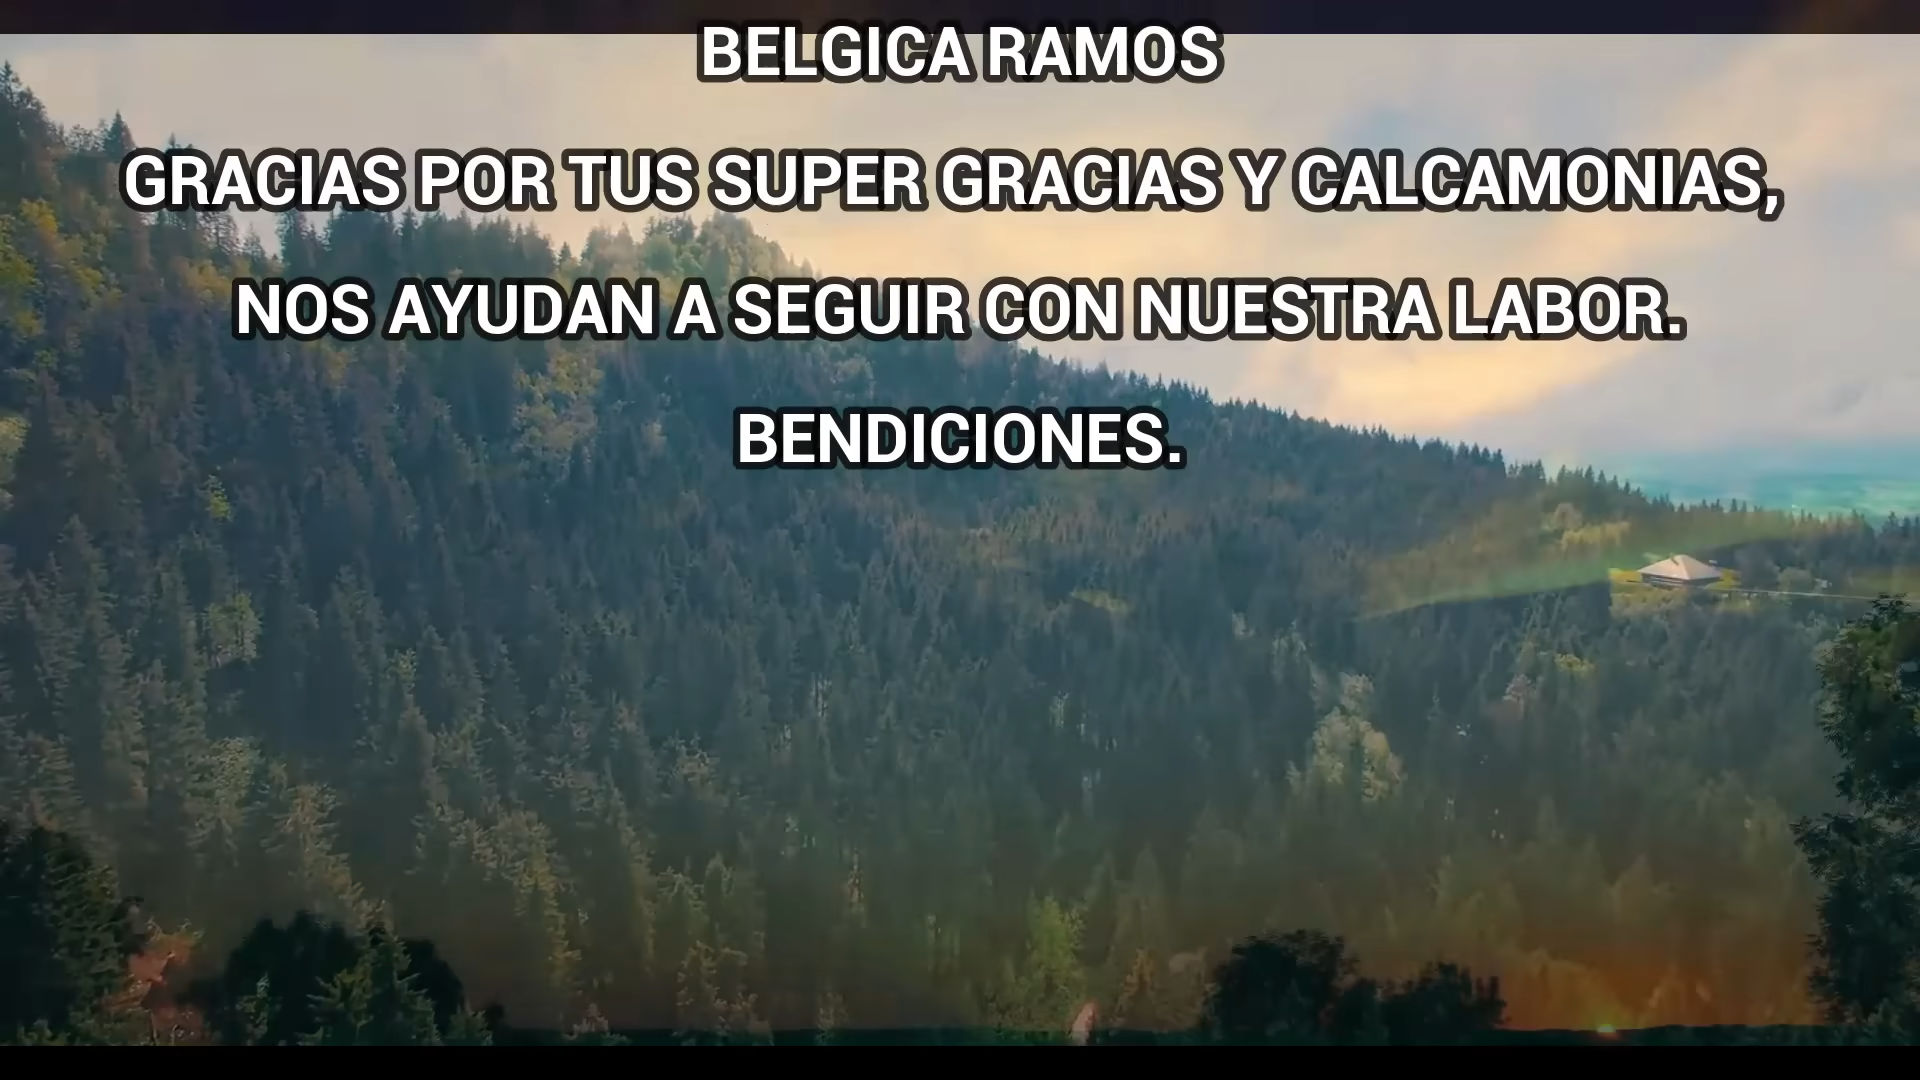 BELGICA RAMOS
GRACIAS POR TUS SUPER GRACIAS Y CALCAMONIAS,
NOS AYUDAN A SEGUIR CON NUESTRA LABOR.
BENDICIONES.